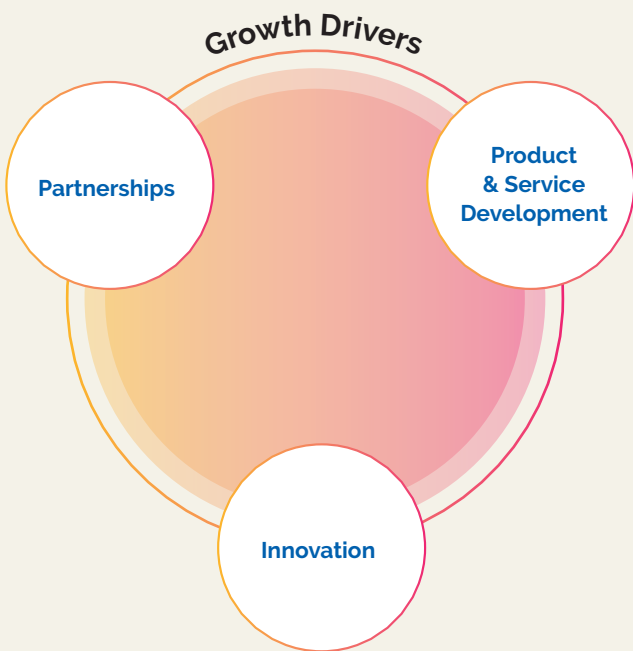 Growth Drivers
Partnerships
Product
& Service
Development
Innovation